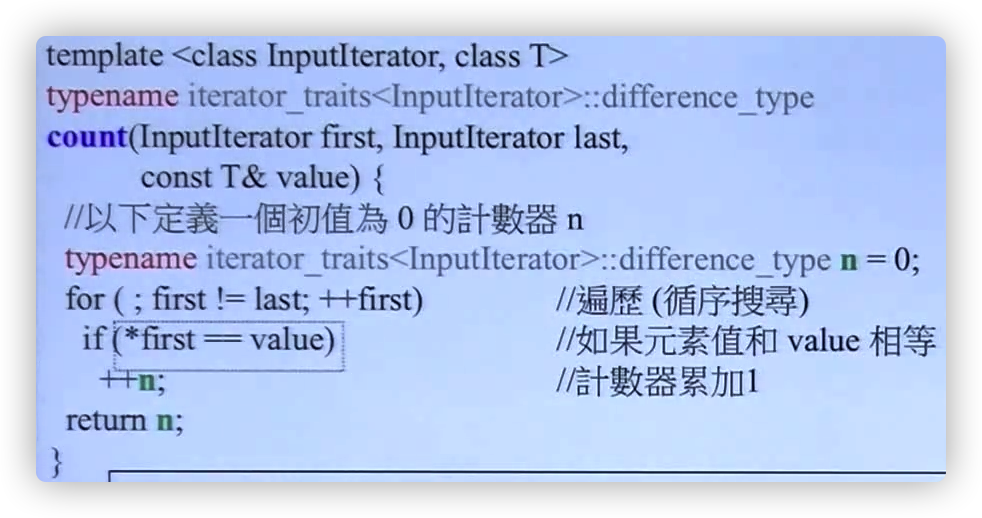 template <class InputIterator, class T>
typename iterator_traits<InputIterator>::difference_type
count(InputIterator first, InputIterator last,
const T& value) {
//以下定義一個初值為 0 的計數器 n
typename iterator_traits<InputIterator>::difference_type n = 0;
for ( ; first != last; ++first) //遍歷 (循序搜尋)
if (*first == value) //如果元素值和 value 相等
++n; //計數器累加1
return n;
}